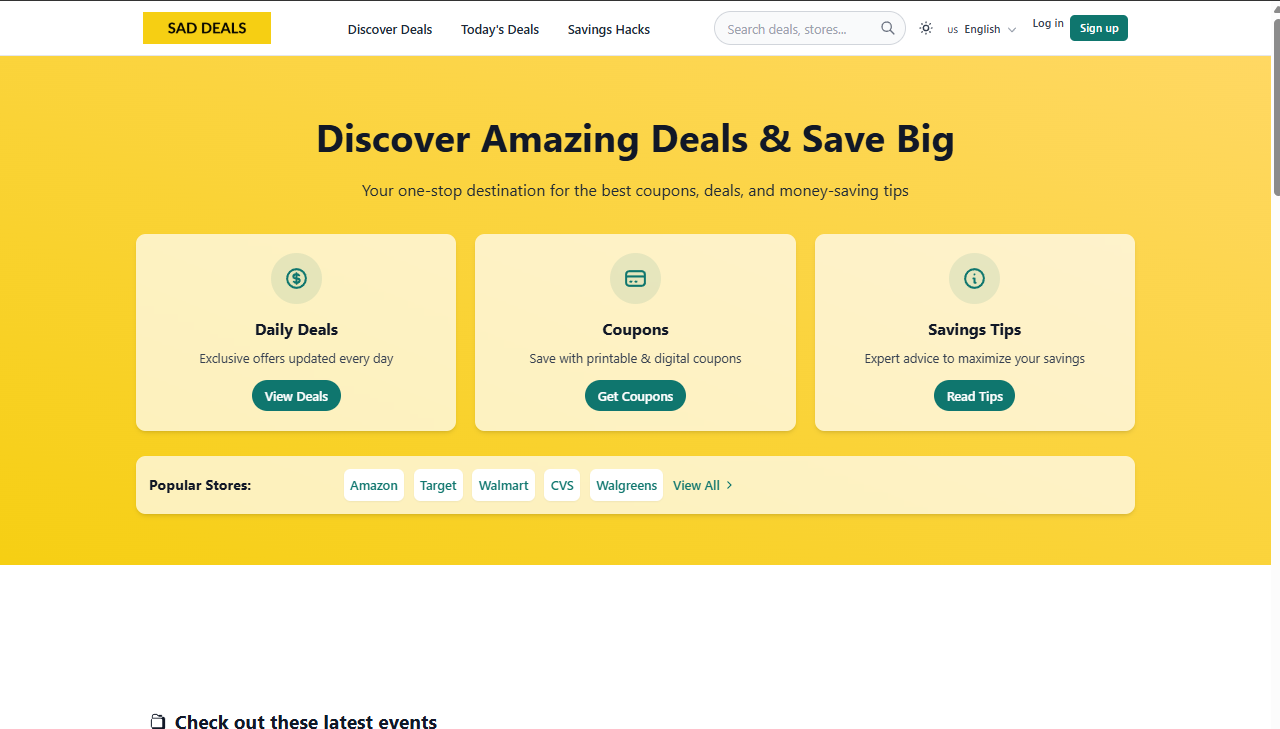 SAD DEALS
Discover Deals
Today's Deals
Savings Hacks
Search deals, stores...
us English
Log in
Sign up
Discover Amazing Deals & Save Big
Your one-stop destination for the best coupons, deals, and money-saving tips
Daily Deals
Exclusive offers updated every day
View Deals
Coupons
Save with printable & digital coupons
Get Coupons
Savings Tips
Expert advice to maximize your savings
Read Tips
Popular Stores:
Amazon
Target
Walmart
CVS
Walgreens
View All
Check out these latest events